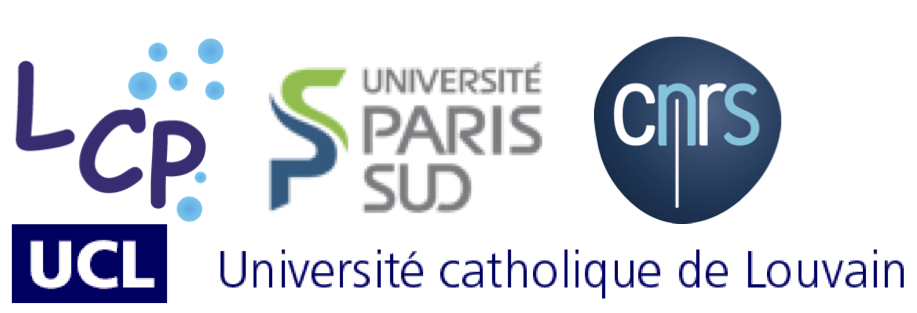 LCP
UNIVERSITÉ
PARIS
SUD
cnrs
UCL
Université catholique de Louvain